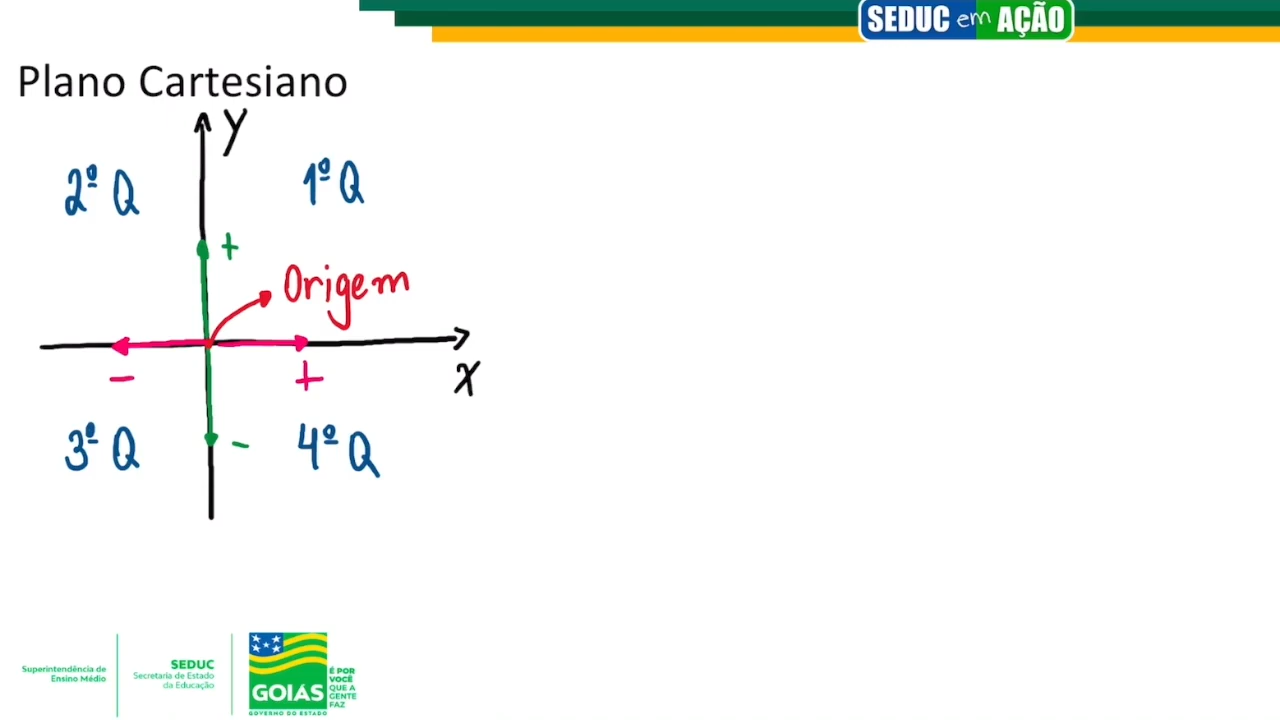 SEDUC em AÇÃO
Plano Cartesiano
y
2º Q
1º Q
+
Origem
- +
x
3º Q
- 4º Q
Superintendência de
Ensino Médio
SEDUC
Secretaria de Estado
da Educação
GOIÁS
GOVERNO DO ESTADO
É POR
VOCÊ
QUE A
GENTE
FAZ